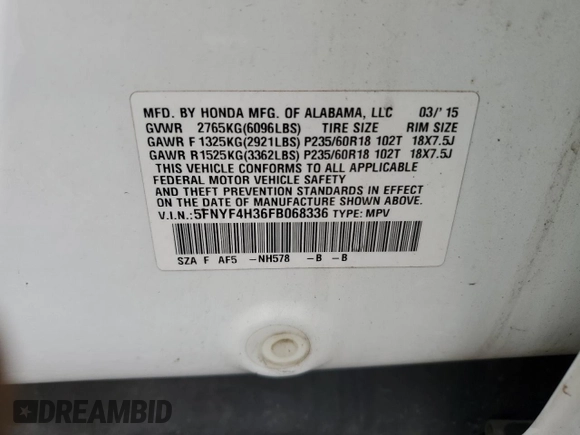 MFD. BY HONDA MFG. OF ALABAMA, LLC 03/'15
GVWR 2765KG(6096LBS) TIRE SIZE RIM SIZE
GAWR F 1325KG(2921LBS) P235/60R18 102T 18X7.5J
GAWR R 1525KG(3362LBS) P235/60R18 102T 18X7.5J
THIS VEHICLE CONFORMS TO ALL APPLICABLE
FEDERAL MOTOR VEHICLE SAFETY
AND THEFT PREVENTION STANDARDS IN EFFECT
ON THE DATE OF MANUFACTURE SHOWN ABOVE.
V.I.N.: 5FNYF4H36FB068336 TYPE: MPV
SZA F AF5 -NH578 -B -B
DREAMBID